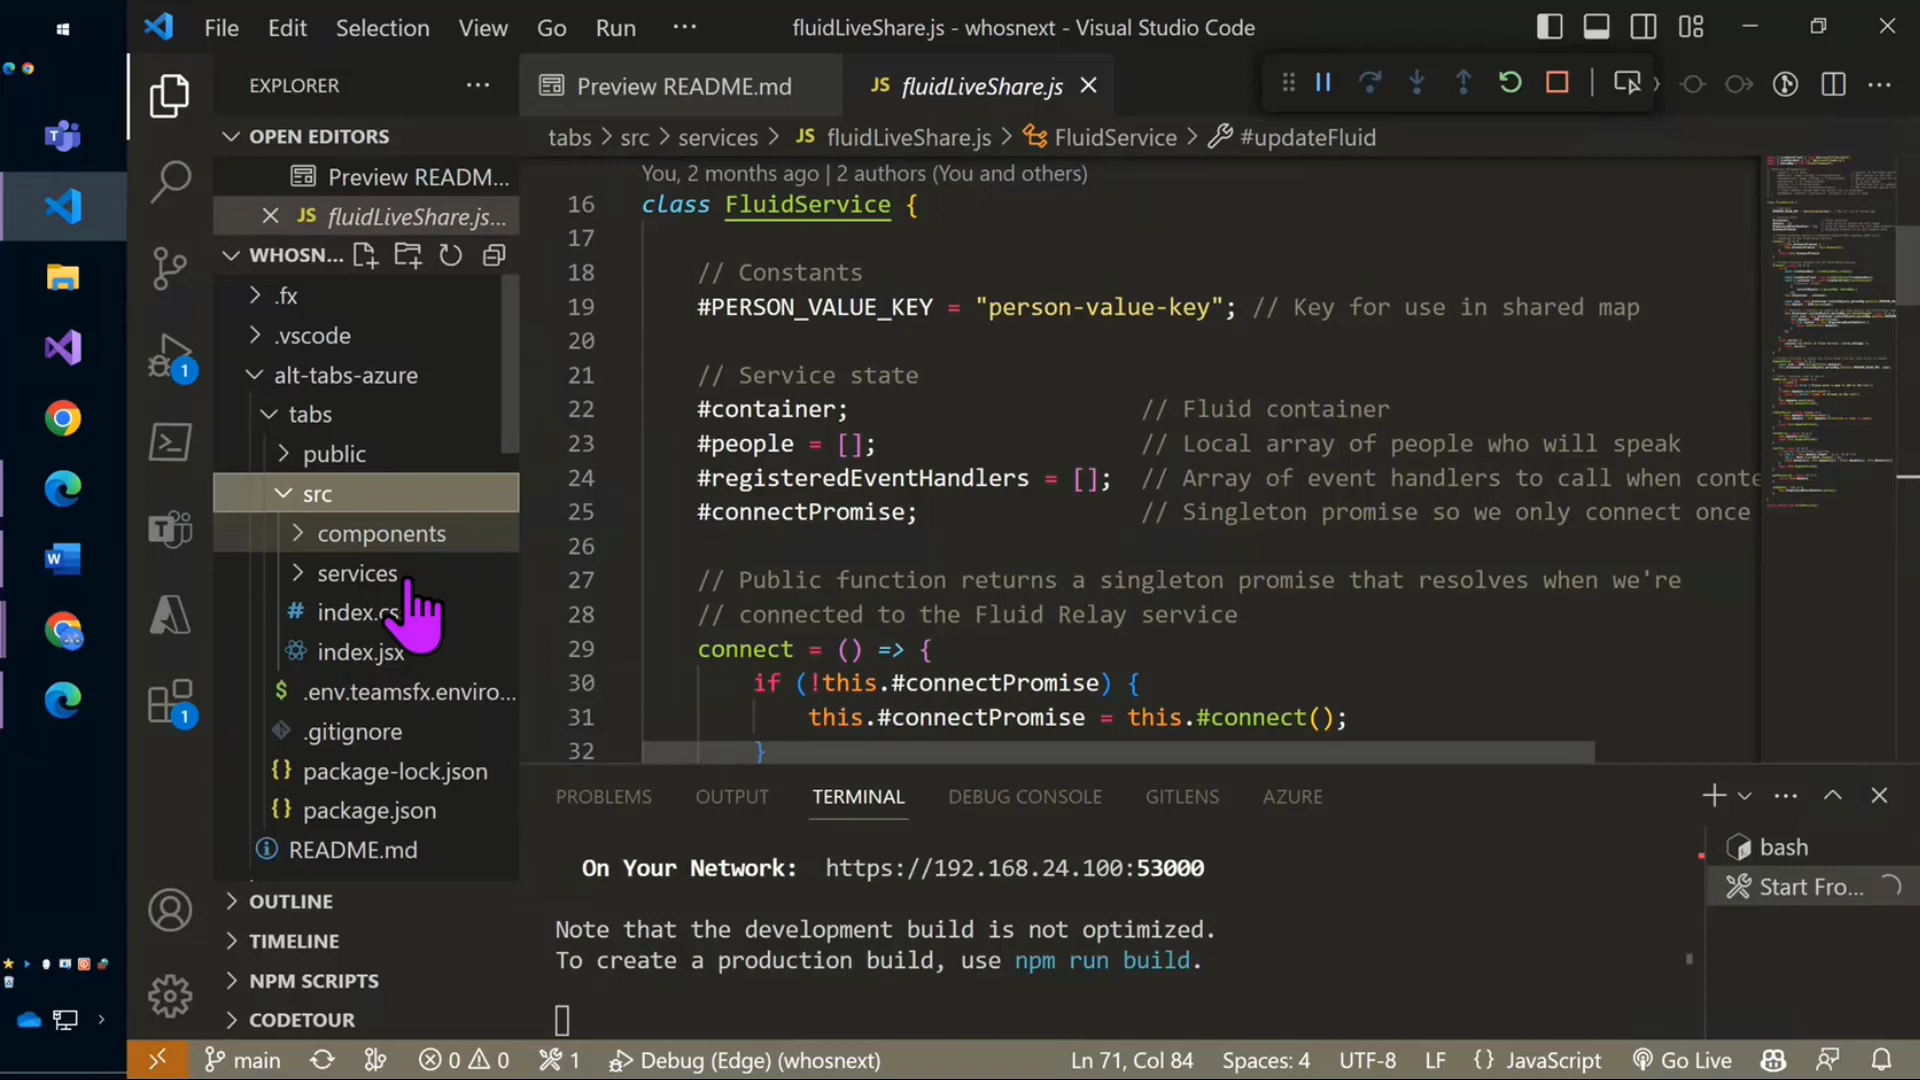 File Edit Selection View Go Run ··· fluidLiveShare.js - whosnext - Visual Studio Code
EXPLORER ···
Preview README.md
JS fluidLiveShare.js
OPEN EDITORS
Preview READM...
JS fluidLiveShare.js...
WHOSN...
.fx
.vscode
alt-tabs-azure
tabs
public
src
components
services
# index.cs
index.jsx
$ .env.teamsfx.enviro...
.gitignore
{} package-lock.json
{} package.json
README.md
OUTLINE
TIMELINE
NPM SCRIPTS
CODETOUR
1
1
tabs > src > services > JS fluidLiveShare.js > FluidService > #updateFluid
You, 2 months ago | 2 authors (You and others)
16 class FluidService {
17
18 // Constants
19 #PERSON_VALUE_KEY = "person-value-key"; // Key for use in shared map
20
21 // Service state
22 #container; // Fluid container
23 #people = []; // Local array of people who will speak
24 #registeredEventHandlers = []; // Array of event handlers to call when conte
25 #connectPromise; // Singleton promise so we only connect once
26
27 // Public function returns a singleton promise that resolves when we're
28 // connected to the Fluid Relay service
29 connect = () => {
30 if (!this.#connectPromise) {
31 this.#connectPromise = this.#connect();
32 }
PROBLEMS OUTPUT TERMINAL DEBUG CONSOLE GITLENS AZURE
On Your Network: https://192.168.24.100:53000
Note that the development build is not optimized.
To create a production build, use npm run build.
bash
Start Fro...
main 0 0 1 Debug (Edge) (whosnext) Ln 71, Col 84 Spaces: 4 UTF-8 LF {} JavaScript Go Live